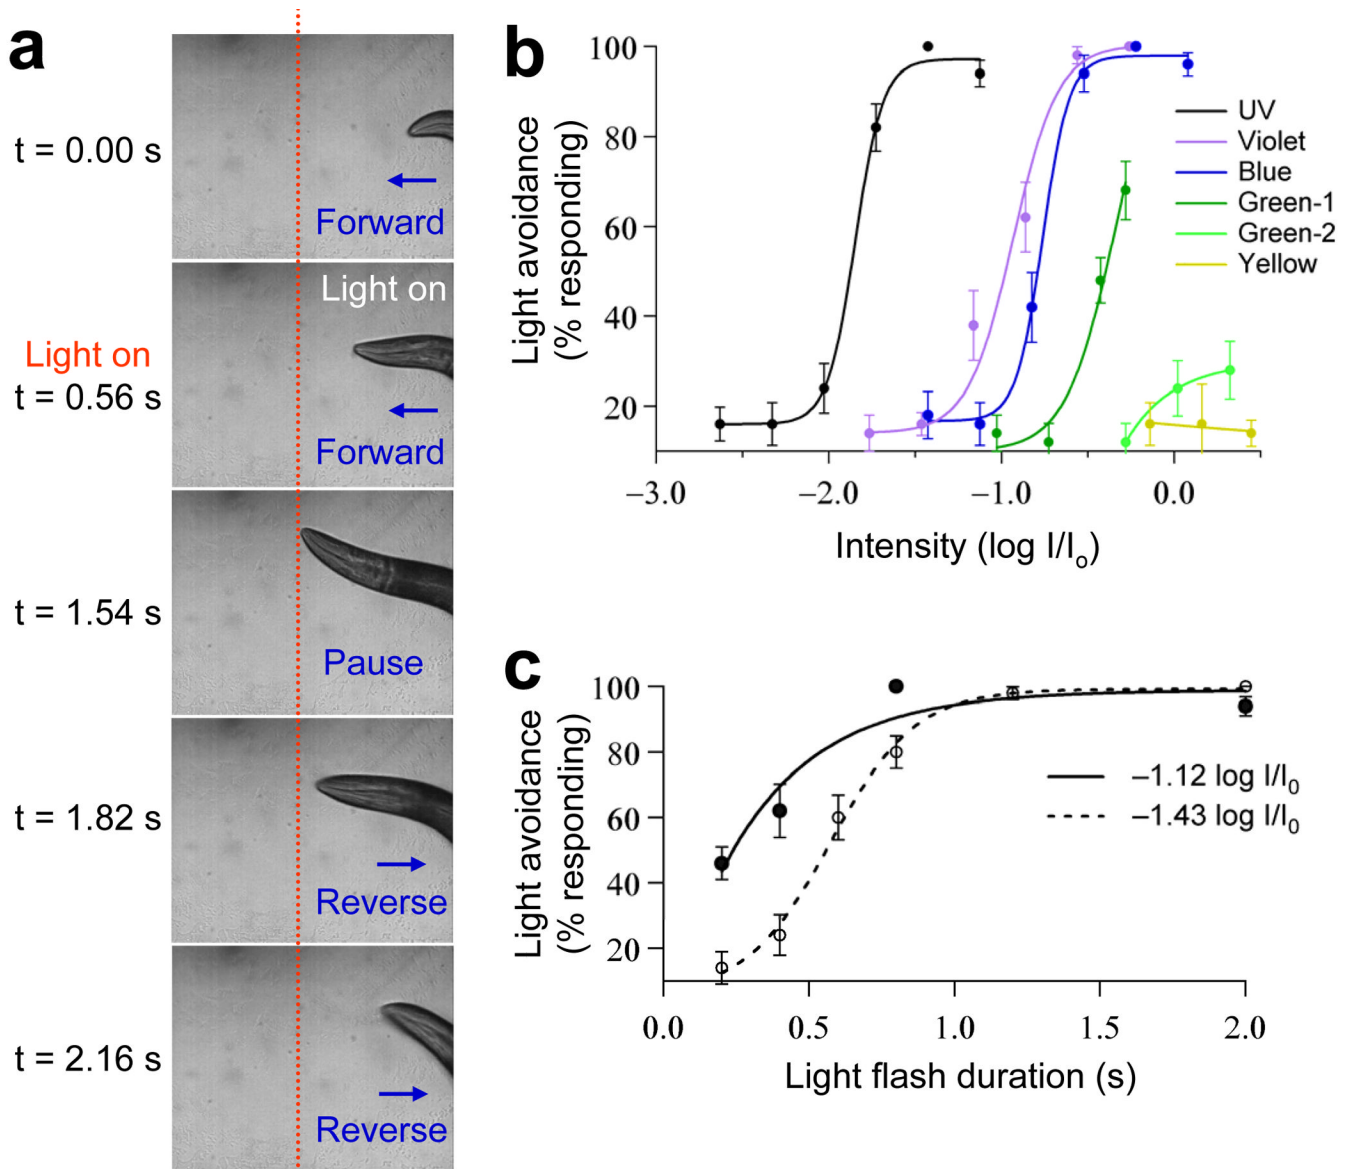 a
t = 0.00 s
Forward
Light on
Light on
t = 0.56 s
Forward
t = 1.54 s
Pause
t = 1.82 s
Reverse
t = 2.16 s
Reverse
b
Light avoidance
(% responding)
100
80
60
40
20
–3.0
–2.0
–1.0
0.0
Intensity (log I/Io)
UV
Violet
Blue
Green-1
Green-2
Yellow
c
Light avoidance
(% responding)
100
80
60
40
20
0.0
0.5
1.0
1.5
2.0
Light flash duration (s)
–1.12 log I/I0
–1.43 log I/I0